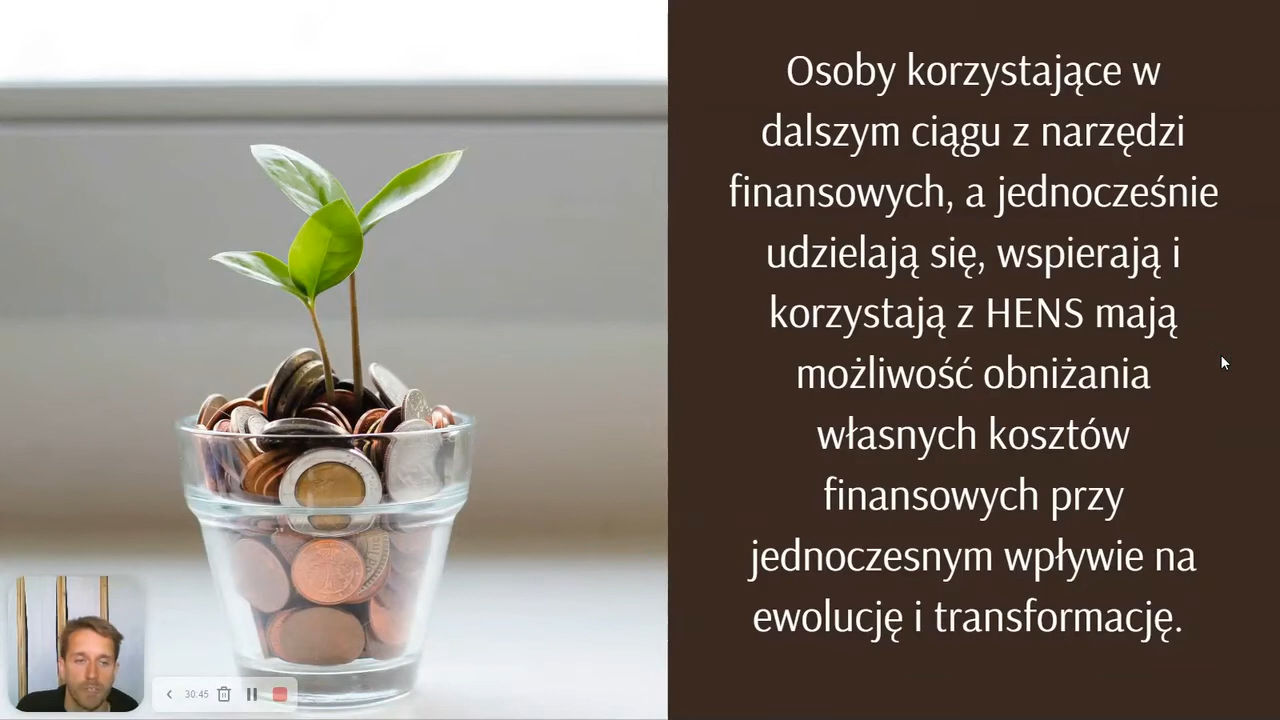 Osoby korzystające w
dalszym ciągu z narzędzi
finansowych, a jednocześnie
udzielają się, wspierają i
korzystają z HENS mają
możliwość obniżania
własnych kosztów
finansowych przy
jednoczesnym wpływie na
ewolucję i transformację.
30:45